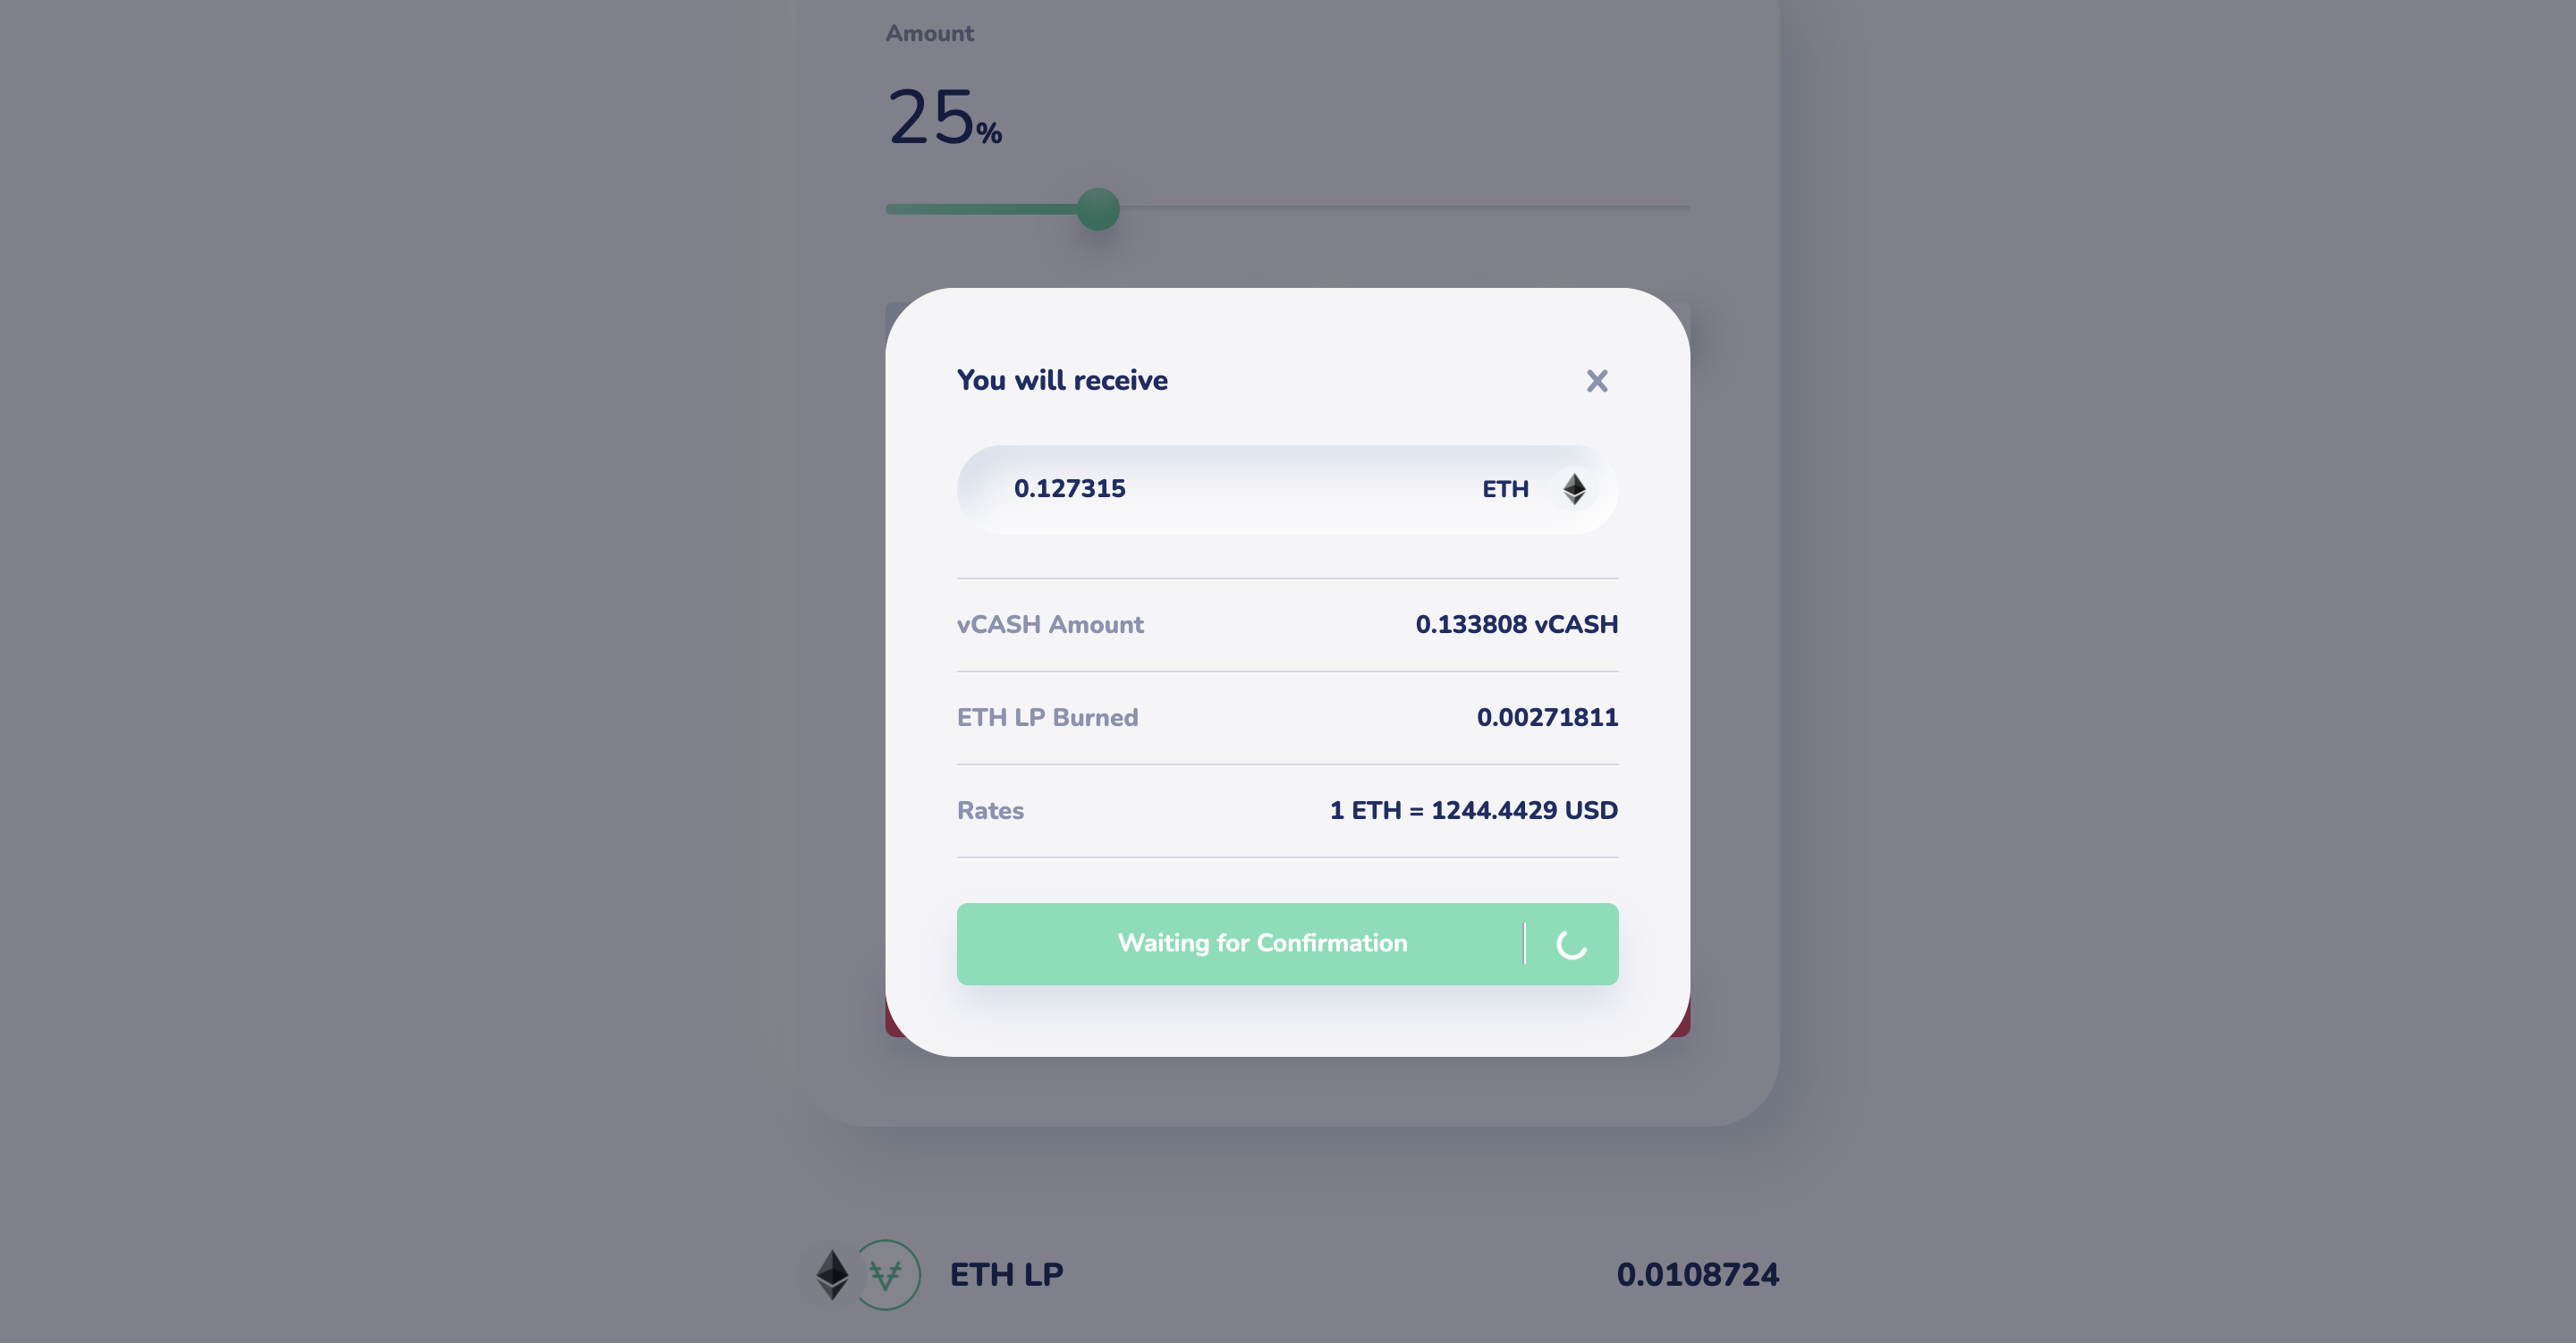 Amount
25%
You will receive
0.127315 ETH
vCASH Amount 0.133808 vCASH
ETH LP Burned 0.00271811
Rates 1 ETH = 1244.4429 USD
Waiting for Confirmation
ETH LP 0.0108724